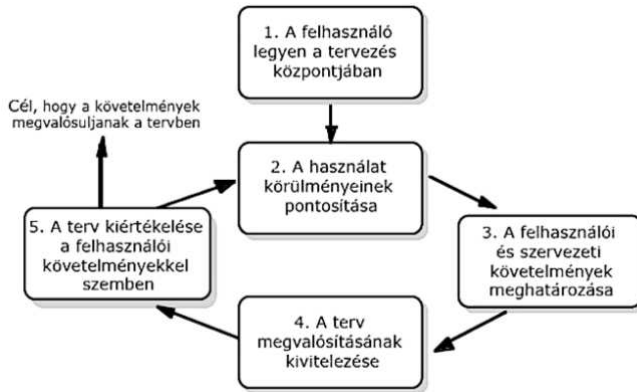 1. A felhasználó
legyen a tervezés
központjában
Cél, hogy a követelmények
megvalósuljanak a tervben
2. A használat
körülményeinek
pontosítása
3. A felhasználói
és szervezeti
követelmények
meghatározása
4. A terv
megvalósításának
kivitelezése
5. A terv kiértékelése
a felhasználói
követelményekkel
szemben